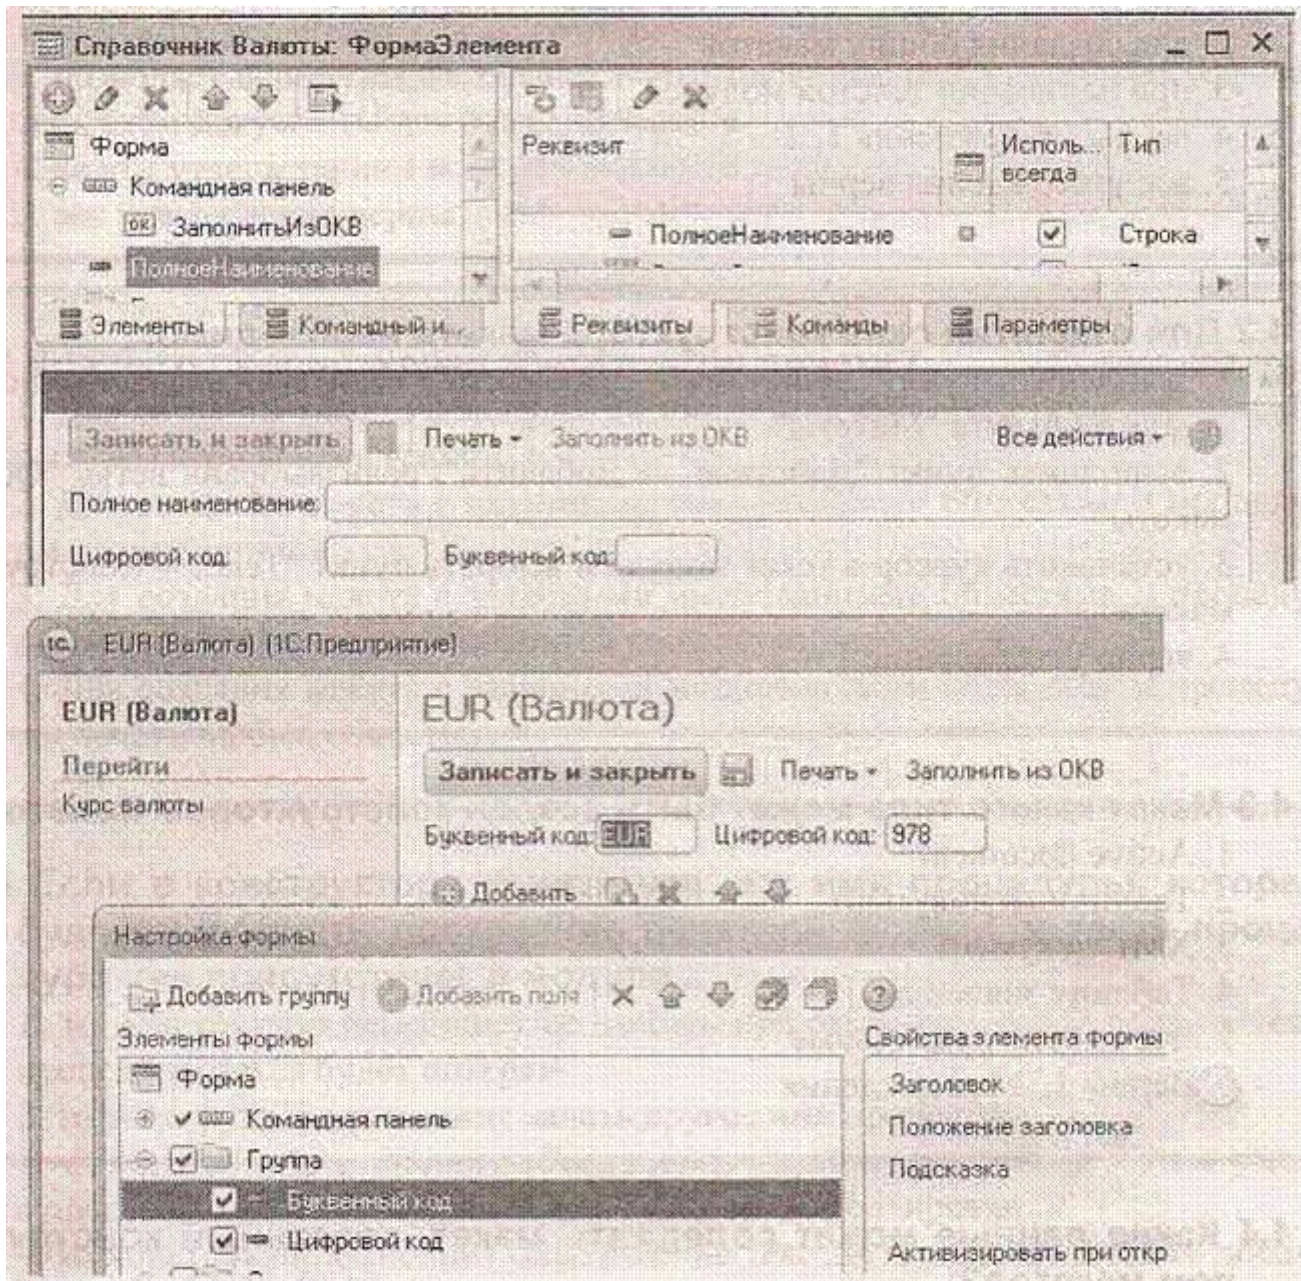 Справочник Валюты: ФормаЭлемента
Форма
Командная панель
OK ЗаполнитьИзОКВ
ПолноеНаименование
Элементы
Командный и...
Реквизит
Исполь... всегда
Тип
ПолноеНаименование
Строка
Реквизиты
Команды
Параметры
Записать и закрыть
Печать
Заполнить из ОКВ
Все действия
Полное наименование:
Цифровой код:
Буквенный код:
1С EUR (Валюта) (1С:Предприятие)
EUR (Валюта)
Перейти
Курс валюты
EUR (Валюта)
Записать и закрыть
Печать
Заполнить из ОКВ
Буквенный код: EUR Цифровой код: 978
Добавить
Настройка формы
Добавить группу
Добавить поля
?
Элементы формы
Форма
Командная панель
Группа
Буквенный код
Цифровой код
Свойства элемента формы
Заголовок
Положение заголовка
Подсказка
Активизировать при откр